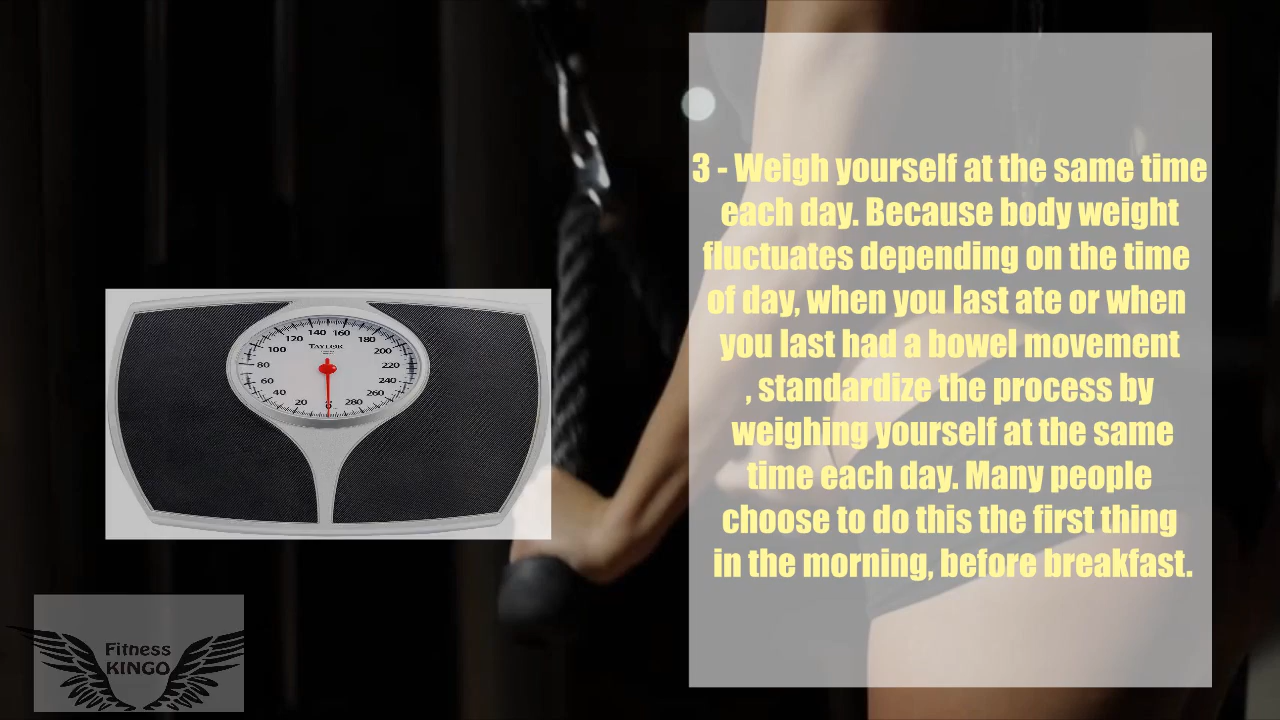 3 - Weigh yourself at the same time
each day. Because body weight
fluctuates depending on the time
of day, when you last ate or when
you last had a bowel movement
, standardize the process by
weighing yourself at the same
time each day. Many people
choose to do this the first thing
in the morning, before breakfast.
140 160
120 180
100 200
TAYLOR
80 220
60 240
40 260
20 0 280
Fitness
KINGO